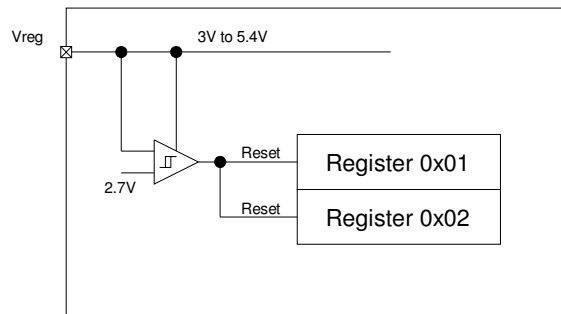 Vreg
3V to 5.4V
Reset
Register 0x01
2.7V
Reset
Register 0x02